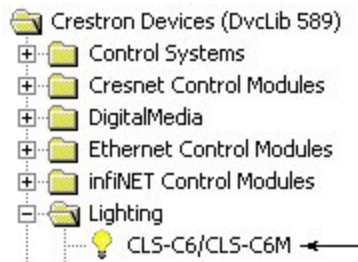 Crestron Devices (DvcLib 589)
Control Systems
Cresnet Control Modules
DigitalMedia
Ethernet Control Modules
infiNET Control Modules
Lighting
CLS-C6/CLS-C6M